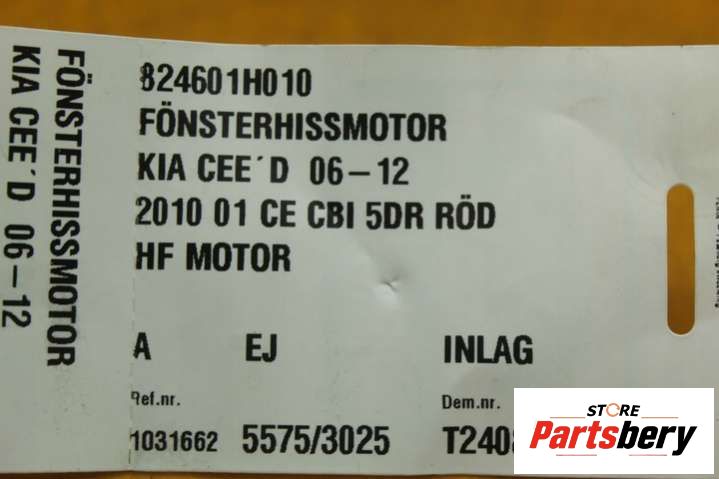 824601H010
FÖNSTERHISSMOTOR
KIA CEE´D 06–12
2010 01 CE CBI 5DR RÖD
HF MOTOR
A EJ INLAG
Ref.nr. Dem.nr.
1031662 5575/3025
FÖNSTERHISSMOTOR
KIA CEE´D 06–12
STORE
Partsbery